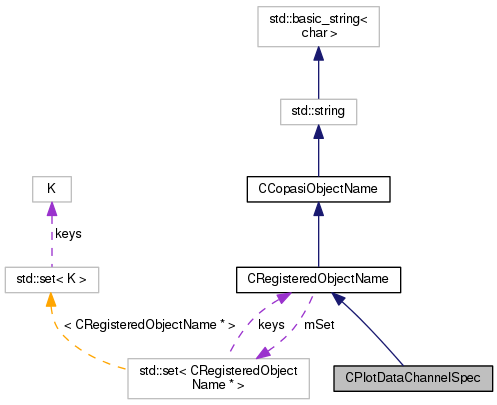 std::basic_string<
char >
std::string
K
CCopasiObjectName
keys
std::set< K >
CRegisteredObjectName
< CRegisteredObjectName * >
keys
mSet
std::set< CRegisteredObject
Name * >
CPlotDataChannelSpec